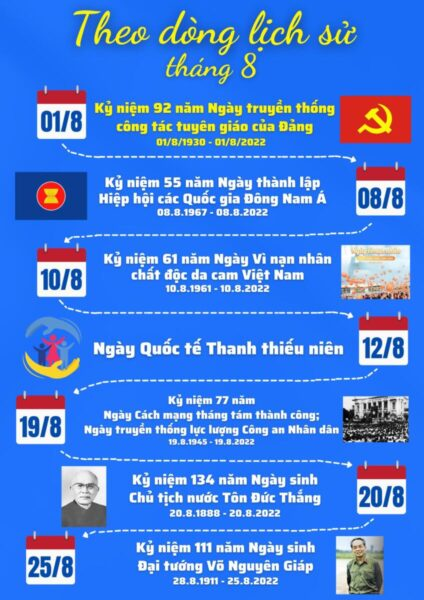 Theo dòng lịch sử
tháng 8
01/8
Kỷ niệm 92 năm Ngày truyền thống
công tác tuyên giáo của Đảng
01/8/1930 - 01/8/2022
Kỷ niệm 55 năm Ngày thành lập
Hiệp hội các Quốc gia Đông Nam Á
08.8.1967 - 08.8.2022
08/8
10/8
Kỷ niệm 61 năm Ngày Vì nạn nhân
chất độc da cam Việt Nam
10.8.1961 - 10.8.2022
Ngày Quốc tế Thanh thiếu niên
12/8
19/8
Kỷ niệm 77 năm
Ngày Cách mạng tháng tám thành công;
Ngày truyền thống lực lượng Công an Nhân dân
19.8.1945 - 19.8.2022
Kỷ niệm 134 năm Ngày sinh
Chủ tịch nước Tôn Đức Thắng
20.8.1888 - 20.8.2022
20/8
25/8
Kỷ niệm 111 năm Ngày sinh
Đại tướng Võ Nguyên Giáp
28.8.1911 - 25.8.2022